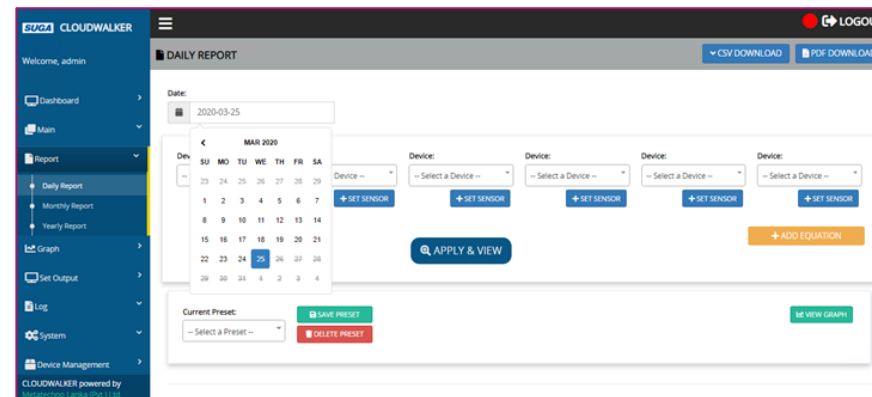 SUGA CLOUDWALKER
LOGOU
Welcome, admin
DAILY REPORT
CSV DOWNLOAD
PDF DOWNLOAD
Dashboard
Main
Report
Daily Report
Monthly Report
Yearly Report
Graph
Set Output
Log
System
Device Management
CLOUDWALKER powered by
Metatechno Lanka (Pvt.) Ltd.
Date:
2020-03-25
MAR 2020
SU MO TU WE TH FR SA
23 24 25 26 27 28 29
1 2 3 4 5 6 7
8 9 10 11 12 13 14
15 16 17 18 19 20 21
22 23 24 25 26 27 28
29 30 31 1 2 3 4
Dev
Device:
Device:
Device:
Device:
--
Device --
-- Select a Device --
-- Select a Device --
-- Select a Device --
-- Select a Device --
+ SET SENSOR
+ SET SENSOR
+ SET SENSOR
+ SET SENSOR
+ SET SENSOR
+ ADD EQUATION
APPLY & VIEW
Current Preset:
-- Select a Preset --
SAVE PRESET
DELETE PRESET
VIEW GRAPH